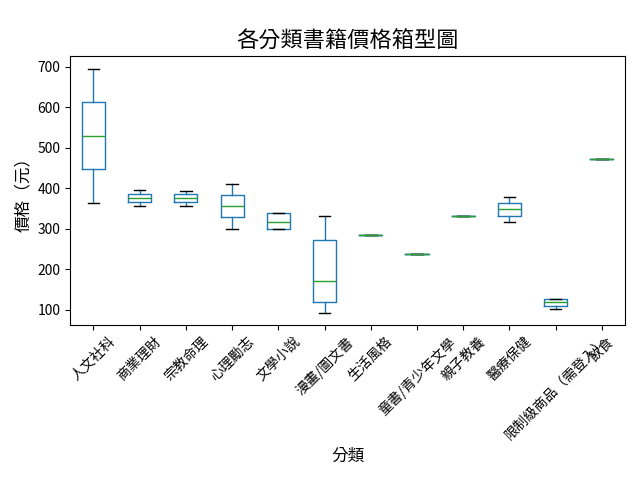 各分類書籍價格箱型圖
價格（元）
700
600
500
400
300
200
100
人文社科
商業理財
宗教命理
心理勵志
文學小說
漫畫/圖文書
生活風格
童書/青少年文學
親子教養
醫療保健
限制級商品（需登入）
飲食
分類